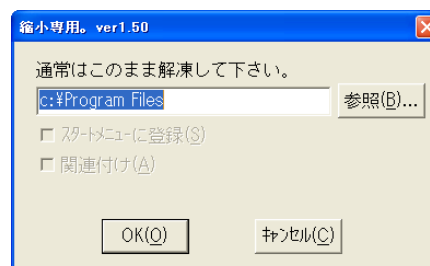 縮小専用。 ver1.50
通常はこのまま解凍して下さい。
c:¥Program Files
参照(B)...
スタートメニューに登録(S)
関連付け(A)
OK(O)
キャンセル(C)